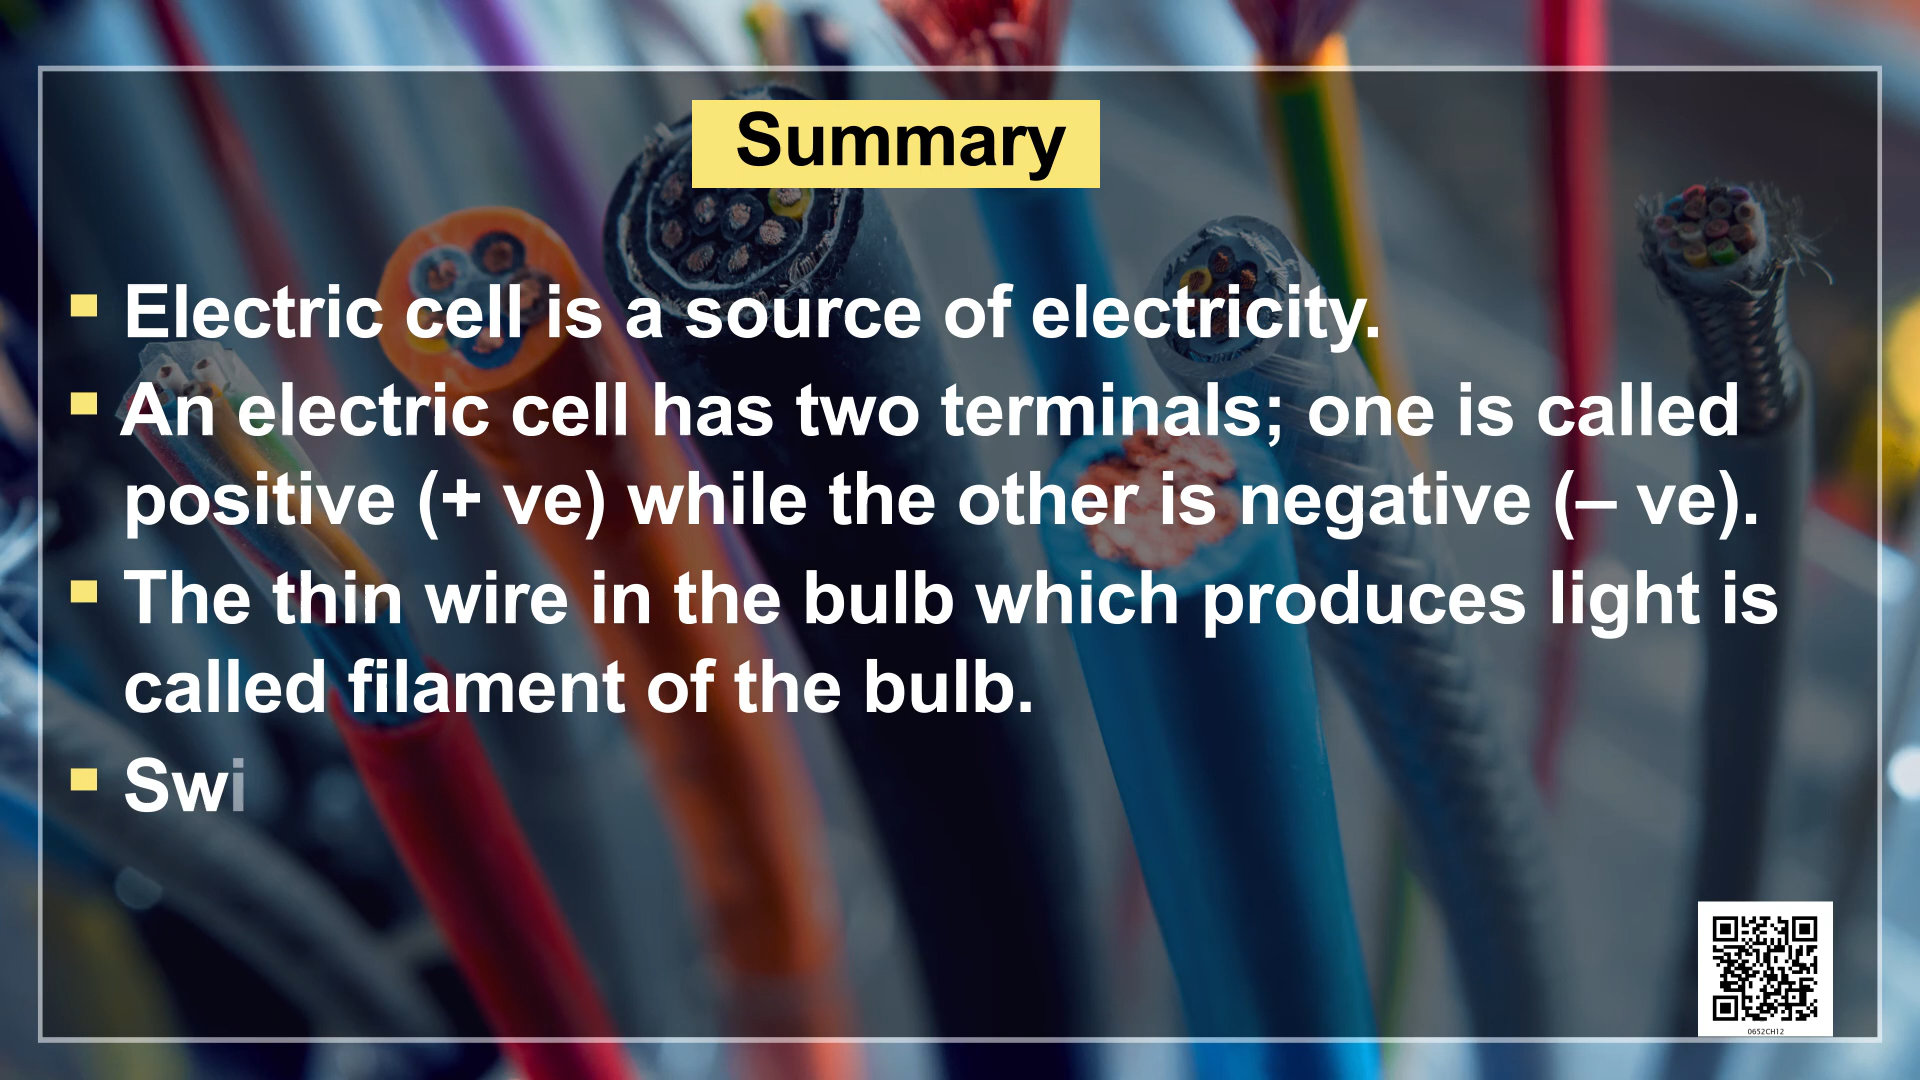 Summary
Electric cell is a source of electricity.
An electric cell has two terminals; one is called
positive (+ ve) while the other is negative (– ve).
The thin wire in the bulb which produces light is
called filament of the bulb.
Swi
0652CH12